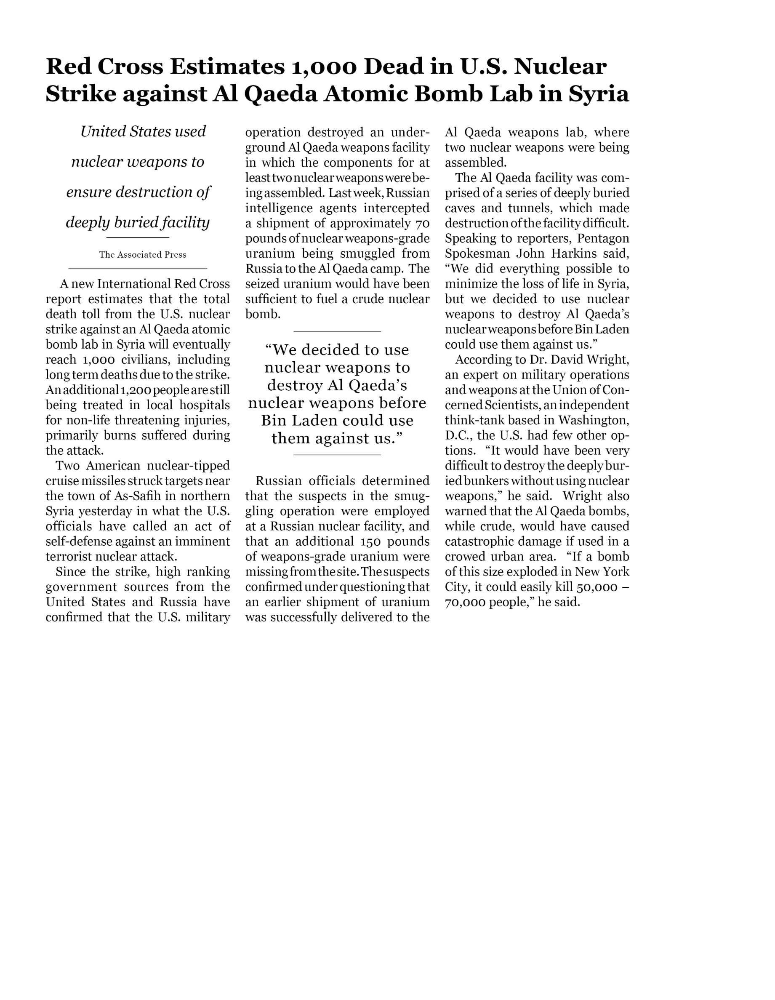 Red Cross Estimates 1,000 Dead in U.S. Nuclear
Strike against Al Qaeda Atomic Bomb Lab in Syria
United States used
nuclear weapons to
ensure destruction of
deeply buried facility
The Associated Press
A new International Red Cross
report estimates that the total
death toll from the U.S. nuclear
strike against an Al Qaeda atomic
bomb lab in Syria will eventually
reach 1,000 civilians, including
long term deaths due to the strike.
An additional 1,200 people are still
being treated in local hospitals
for non-life threatening injuries,
primarily burns suffered during
the attack.
Two American nuclear-tipped
cruise missiles struck targets near
the town of As-Safih in northern
Syria yesterday in what the U.S.
officials have called an act of
self-defense against an imminent
terrorist nuclear attack.
Since the strike, high ranking
government sources from the
United States and Russia have
confirmed that the U.S. military
operation destroyed an under-
ground Al Qaeda weapons facility
in which the components for at
least two nuclear weapons were be-
ing assembled. Last week, Russian
intelligence agents intercepted
a shipment of approximately 70
pounds of nuclear weapons-grade
uranium being smuggled from
Russia to the Al Qaeda camp. The
seized uranium would have been
sufficient to fuel a crude nuclear
bomb.
“We decided to use
nuclear weapons to
destroy Al Qaeda’s
nuclear weapons before
Bin Laden could use
them against us.”
Russian officials determined
that the suspects in the smug-
gling operation were employed
at a Russian nuclear facility, and
that an additional 150 pounds
of weapons-grade uranium were
missing from the site. The suspects
confirmed under questioning that
an earlier shipment of uranium
was successfully delivered to the
Al Qaeda weapons lab, where
two nuclear weapons were being
assembled.
The Al Qaeda facility was com-
prised of a series of deeply buried
caves and tunnels, which made
destruction of the facility difficult.
Speaking to reporters, Pentagon
Spokesman John Harkins said,
“We did everything possible to
minimize the loss of life in Syria,
but we decided to use nuclear
weapons to destroy Al Qaeda’s
nuclear weapons before Bin Laden
could use them against us.”
According to Dr. David Wright,
an expert on military operations
and weapons at the Union of Con-
cerned Scientists, an independent
think-tank based in Washington,
D.C., the U.S. had few other op-
tions. “It would have been very
difficult to destroy the deeply bur-
ied bunkers without using nuclear
weapons,” he said. Wright also
warned that the Al Qaeda bombs,
while crude, would have caused
catastrophic damage if used in a
crowed urban area. “If a bomb
of this size exploded in New York
City, it could easily kill 50,000 –
70,000 people,” he said.